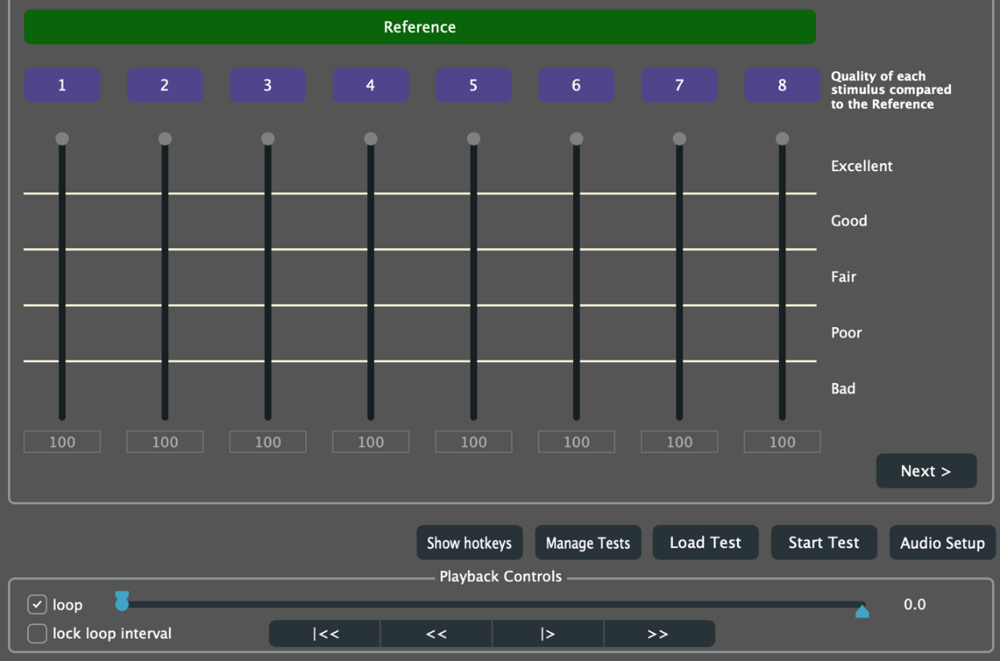 Reference
1 2 3 4 5 6 7 8
Quality of each
stimulus compared
to the Reference
Excellent
Good
Fair
Poor
Bad
100 100 100 100 100 100 100 100
Next >
Show hotkeys Manage Tests Load Test Start Test Audio Setup
Playback Controls
loop 0.0
lock loop interval |<< << |> >>